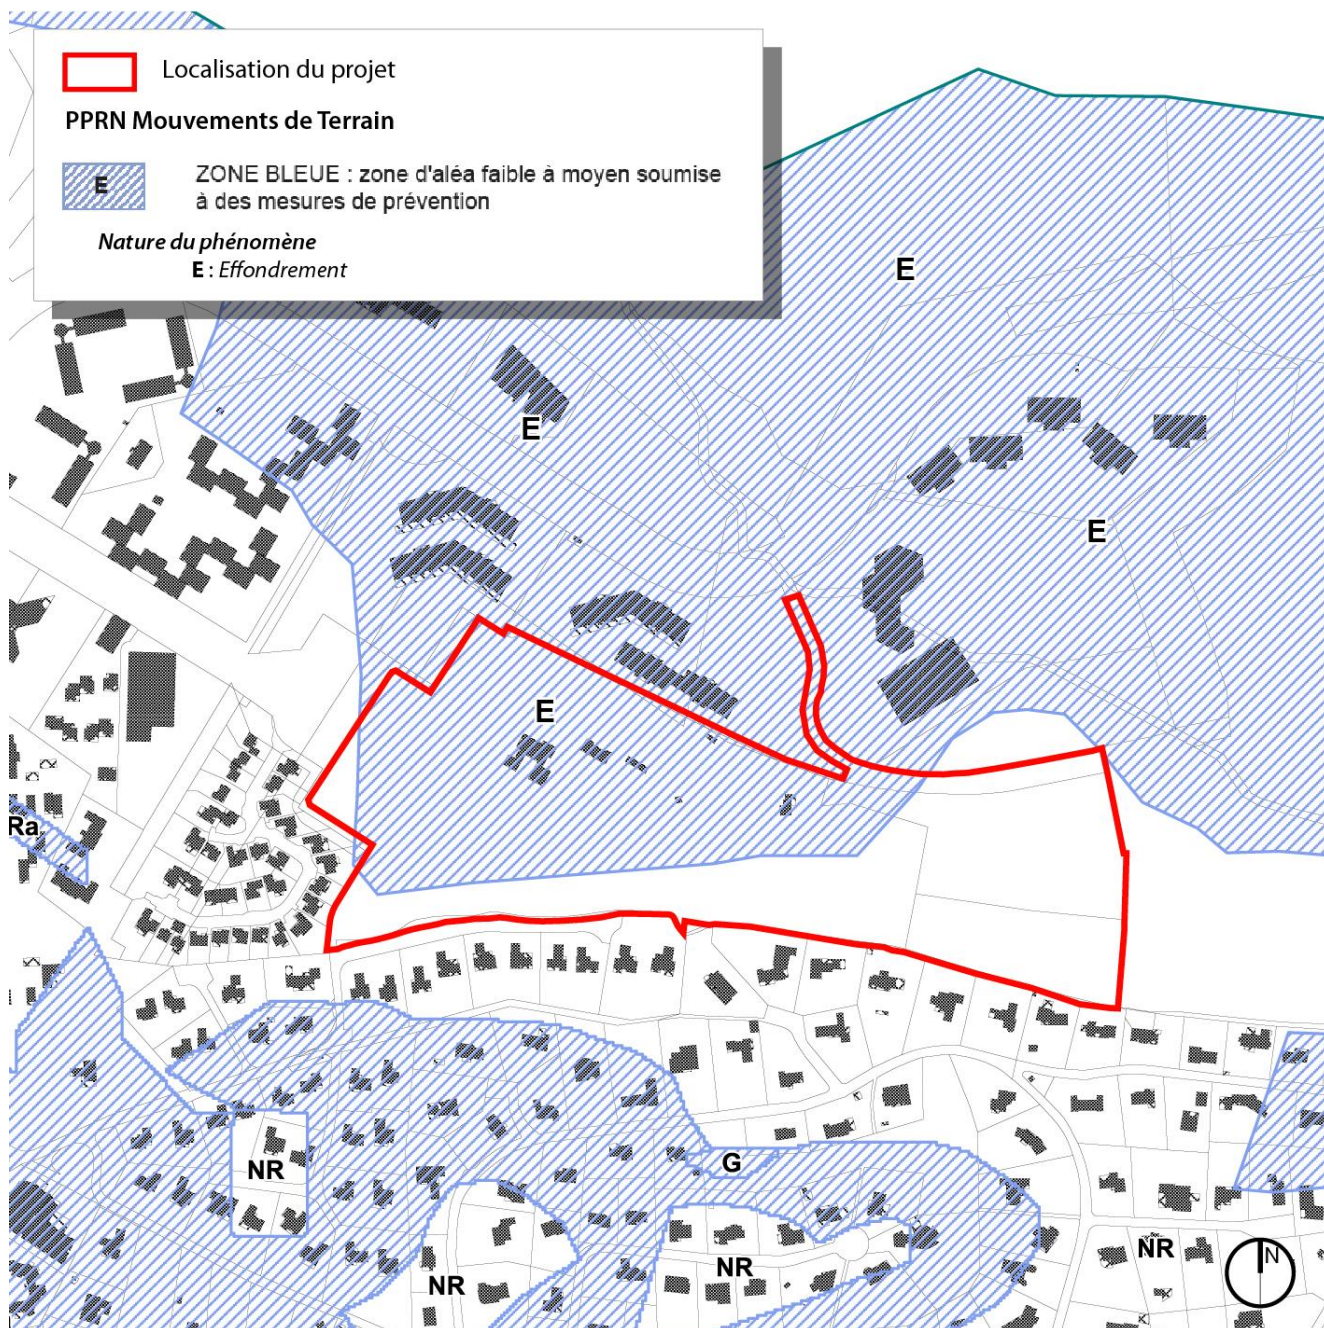 Localisation du projet
PPRN Mouvements de Terrain
E
ZONE BLEUE : zone d'aléa faible à moyen soumise
à des mesures de prévention
Nature du phénomène
E : Effondrement
E
E
E
E
Ra
G
NR
NR
NR
NR
N